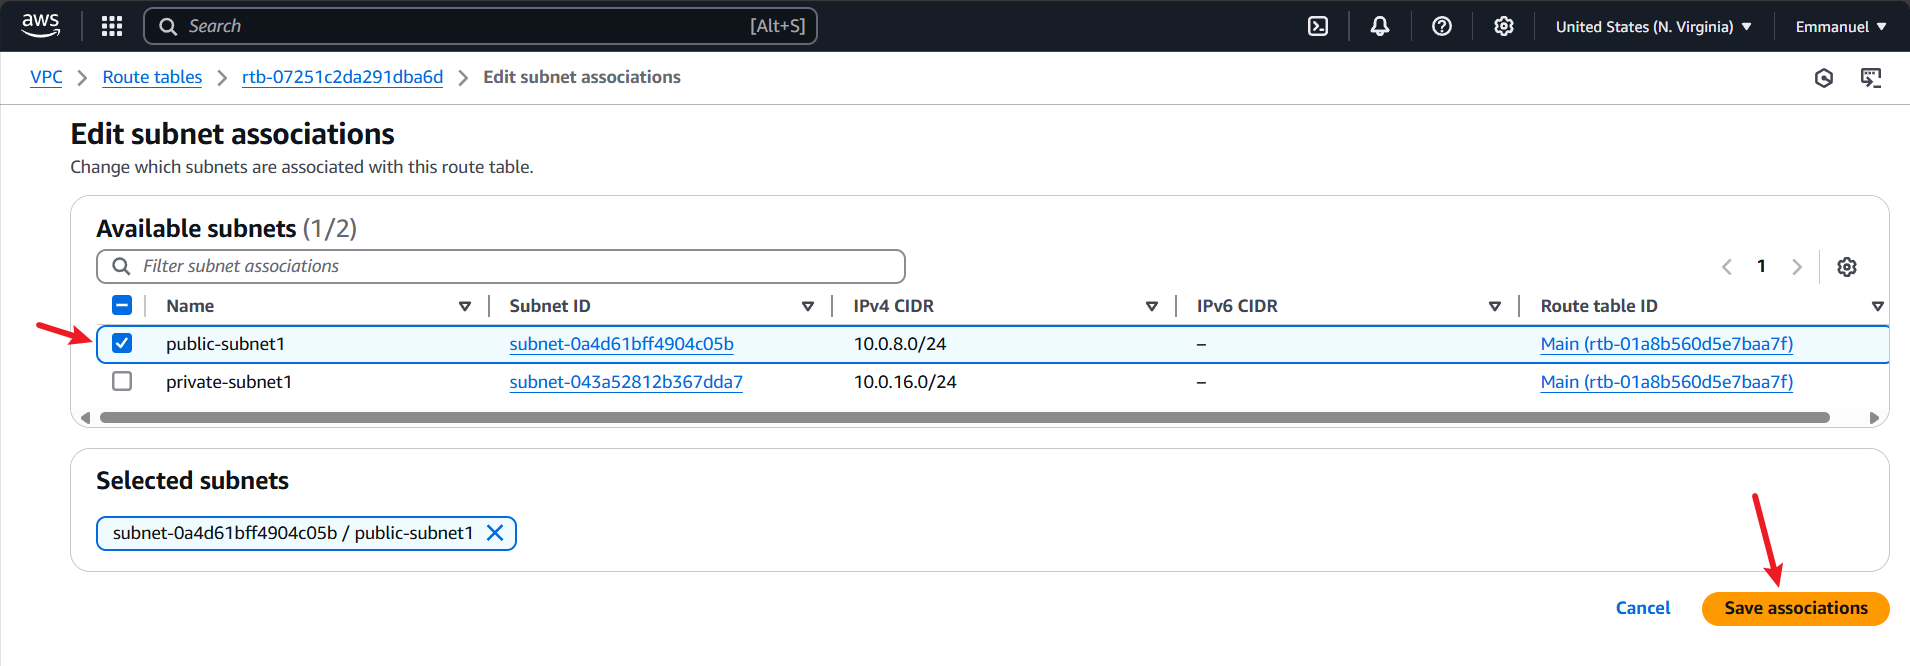 aws Search [Alt+S] United States (N. Virginia) Emmanuel
VPC Route tables rtb-07251c2da291dba6d Edit subnet associations
Edit subnet associations
Change which subnets are associated with this route table.
Available subnets (1/2)
Filter subnet associations 1
Name Subnet ID IPv4 CIDR IPv6 CIDR Route table ID
public-subnet1 subnet-0a4d61bff4904c05b 10.0.8.0/24 – Main (rtb-01a8b560d5e7baa7f)
private-subnet1 subnet-043a52812b367dda7 10.0.16.0/24 – Main (rtb-01a8b560d5e7baa7f)
Selected subnets
subnet-0a4d61bff4904c05b / public-subnet1
Cancel Save associations